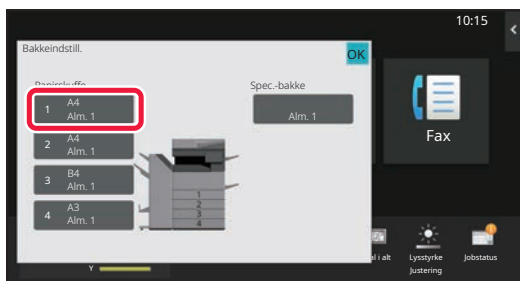 10:15
Bakkeindstill.
OK
Papirskuffe
Spec.-bakke
1 A4
Alm. 1
Alm. 1
2 A4
Alm. 1
3 B4
Alm. 1
4 A3
Alm. 1
1
2
3
4
Fax
al i alt
Lysstyrke
Justering
Jobstatus
Y